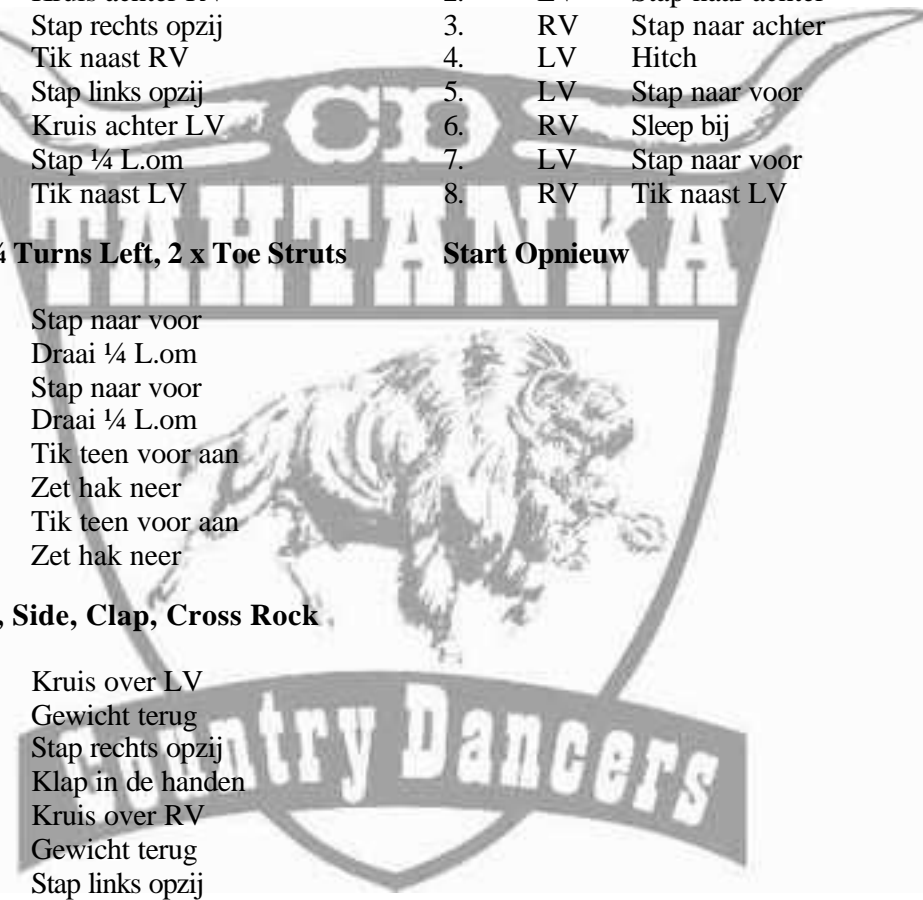 Stap rechts opzij
Tik naast RV
Stap links opzij
Kruis achter LV
Stap ¼ L.om
Tik naast LV
¼ Turns Left, 2 x Toe Struts
Stap naar voor
Draai ¼ L.om
Stap naar voor
Draai ¼ L.om
Tik teen voor aan
Zet hak neer
Tik teen voor aan
Zet hak neer
, Side, Clap, Cross Rock
Kruis over LV
Gewicht terug
Stap rechts opzij
Klap in de handen
Kruis over RV
Gewicht terug
Stap links opzij
3. RV Stap naar achter
4. LV Hitch
5. LV Stap naar voor
6. RV Sleep bij
7. LV Stap naar voor
8. RV Tik naast LV
Start Opnieuw
CD
TAHTANKA
Country Dancers